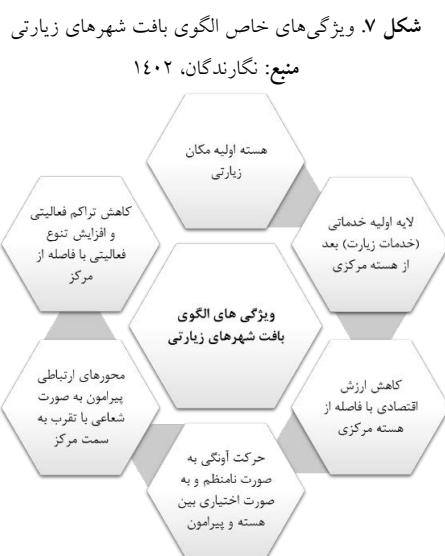 شکل ۷. ویژگی‌های خاص الگوی بافت شهرهای زیارتی
منبع: نگارندگان، ۱٤۰۲
هسته اولیه مکان
زیارتی
لایه اولیه خدماتی
(خدمات زیارت) بعد
از هسته مرکزی
کاهش ارزش
اقتصادی با فاصله از
هسته مرکزی
حرکت آونگی به
صورت نامنظم و به
صورت اختیاری بین
هسته و پیرامون
محورهای ارتباطی
پیرامون به صورت
شعاعی با تقرب به
سمت مرکز
کاهش تراکم فعالیتی
و افزایش تنوع
فعالیتی با فاصله از
مرکز
ویژگی های الگوی
بافت شهرهای زیارتی